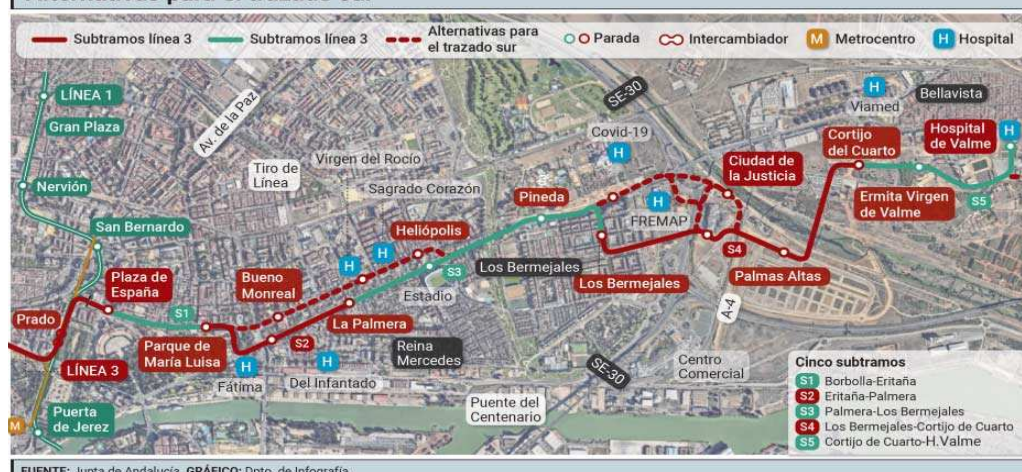 Alternativas para el trazado sur
Subtramos línea 3
Subtramos línea 3
Alternativas para
el trazado sur
Parada
Intercambiador
M
Metrocentro
H
Hospital
LÍNEA 1
Gran Plaza
Av. de la Paz
SE-30
H
Viamed
Bellavista
Covid-19
H
Cortijo
del Cuarto
Hospital
de Valme
H
Nervión
Tiro de
Línea
Virgen del Rocío
Sagrado Corazón
Pineda
Ciudad de
la Justicia
H
FREMAP
Ermita Virgen
de Valme
S5
San Bernardo
Heliópolis
H
H
S3
Los Bermejales
Los Bermejales
S4
Palmas Altas
Plaza de
España
Bueno
Monreal
Estadio
Prado
S1
La Palmera
A-4
Parque de
María Luisa
S2
Reina
Mercedes
LÍNEA 3
H
Fátima
H
Del Infantado
SE-30
Centro
Comercial
Puente del
Centenario
M
Puerta
de Jerez
Cinco subtramos
S1 Borbolla-Eritaña
S2 Eritaña-Palmera
S3 Palmera-Los Bermejales
S4 Los Bermejales-Cortijo de Cuarto
S5 Cortijo de Cuarto-H.Valme
FUENTE: Junta de Andalucía. GRÁFICO: Dpto. de Infografía